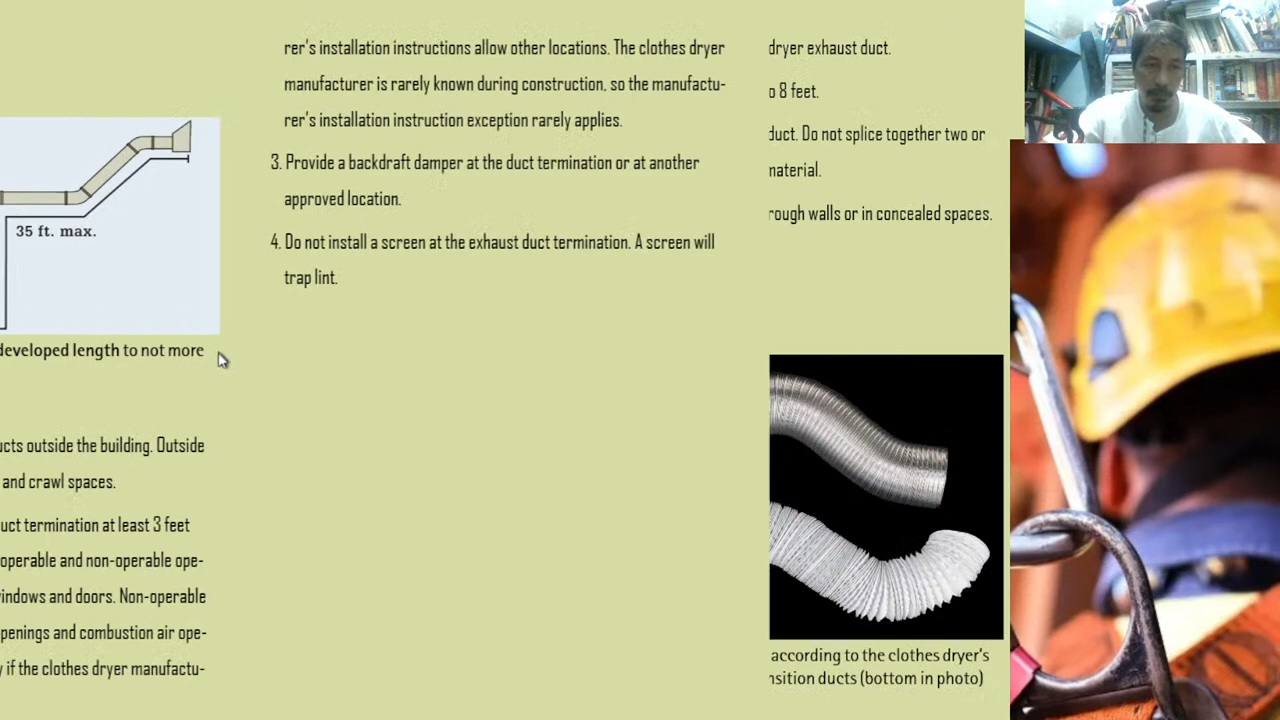 35 ft. max.
developed length to not more
ucts outside the building. Outside
and crawl spaces.
uct termination at least 3 feet
operable and non-operable ope-
windows and doors. Non-operable
openings and combustion air ope-
y if the clothes dryer manufactu-
rer's installation instructions allow other locations. The clothes dryer
manufacturer is rarely known during construction, so the manufactu-
rer's installation instruction exception rarely applies.
3. Provide a backdraft damper at the duct termination or at another
approved location.
4. Do not install a screen at the exhaust duct termination. A screen will
trap lint.
dryer exhaust duct.
o 8 feet.
duct. Do not splice together two or
material.
rough walls or in concealed spaces.
according to the clothes dryer's
nsition ducts (bottom in photo)